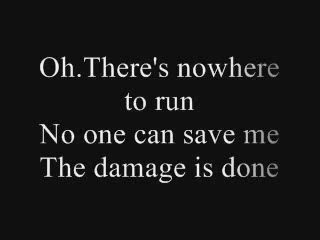 Oh.There's nowhere
to run
No one can save me
The damage is done